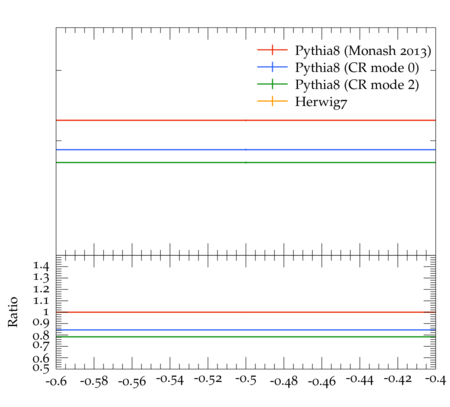 Pythia8 (Monash 2013)
Pythia8 (CR mode 0)
Pythia8 (CR mode 2)
Herwig7
Ratio
1.4
1.3
1.2
1.1
1
0.9
0.8
0.7
0.6
0.5
-0.6 -0.58 -0.56 -0.54 -0.52 -0.5 -0.48 -0.46 -0.44 -0.42 -0.4